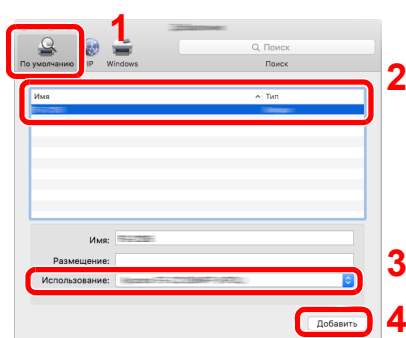 1
Поиск
По умолчанию IP Windows Поиск
2
Имя Тип
Имя:
Размещение:
3
Использование:
Добавить
4